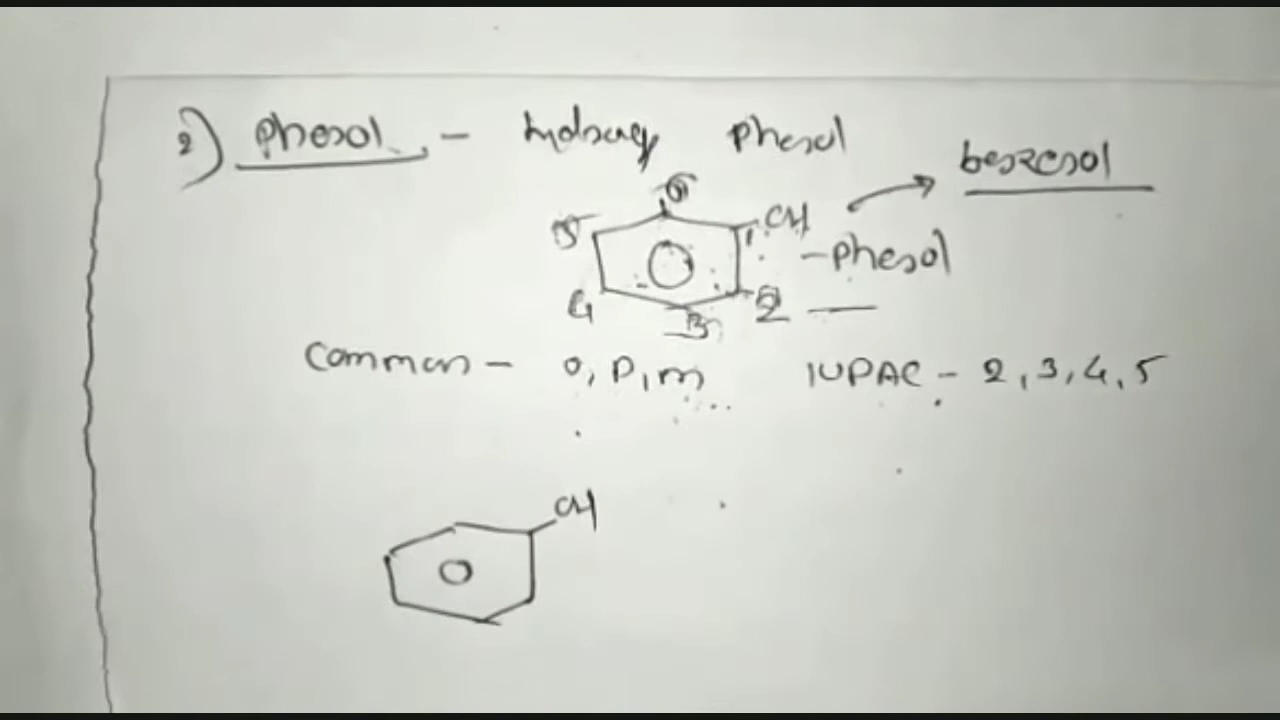 2) phenol - hydroxy phenol
benzenol
6
5 OH
1 - phenol
4 2
3
common - o, p, m IUPAC - 2, 3, 4, 5
OH